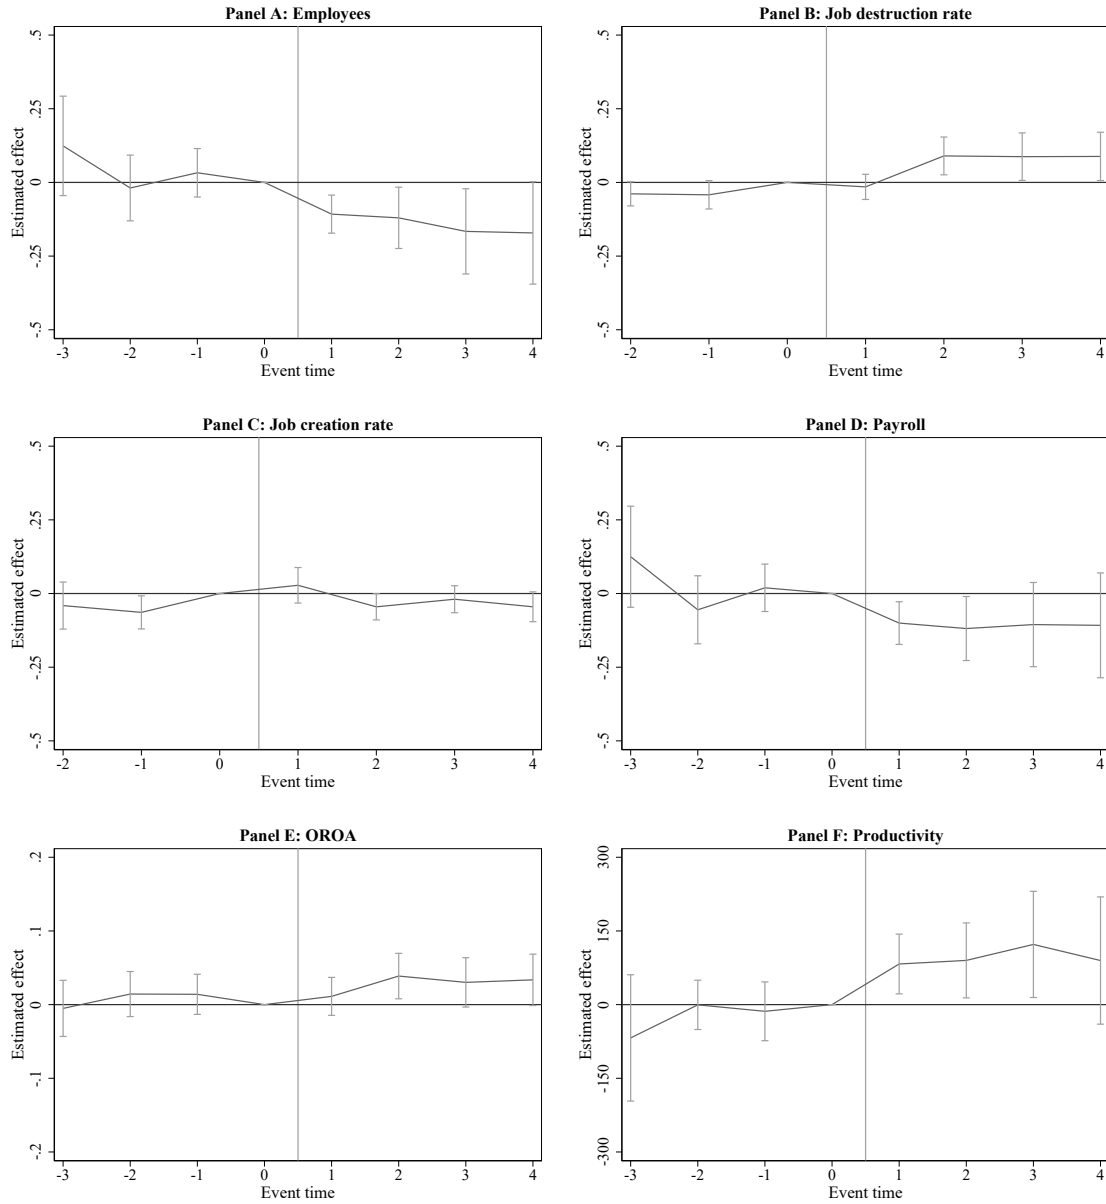 Panel A: Employees
Estimated effect
.5
.25
0
-.25
-.5
-3 -2 -1 0 1 2 3 4
Event time
Panel B: Job destruction rate
Estimated effect
.5
.25
0
-.25
-.5
-2 -1 0 1 2 3 4
Event time
Panel C: Job creation rate
Estimated effect
.5
.25
0
-.25
-.5
-2 -1 0 1 2 3 4
Event time
Panel D: Payroll
Estimated effect
.5
.25
0
-.25
-.5
-3 -2 -1 0 1 2 3 4
Event time
Panel E: OROA
Estimated effect
.2
.1
0
-.1
-.2
-3 -2 -1 0 1 2 3 4
Event time
Panel F: Productivity
Estimated effect
300
150
0
-150
-300
-3 -2 -1 0 1 2 3 4
Event time